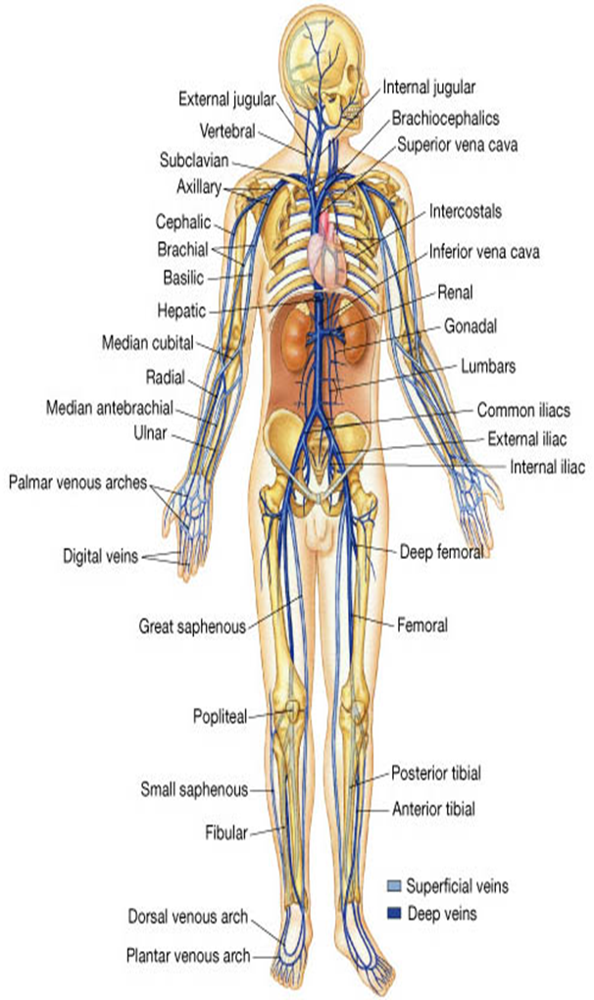 External jugular
Vertebral
Subclavian
Axillary
Cephalic
Brachial
Basilic
Hepatic
Median cubital
Radial
Median antebrachial
Ulnar
Palmar venous arches
Digital veins
Great saphenous
Popliteal
Small saphenous
Fibular
Dorsal venous arch
Plantar venous arch
Internal jugular
Brachiocephalics
Superior vena cava
Intercostals
Inferior vena cava
Renal
Gonadal
Lumbars
Common iliacs
External iliac
Internal iliac
Deep femoral
Femoral
Posterior tibial
Anterior tibial
Superficial veins
Deep veins